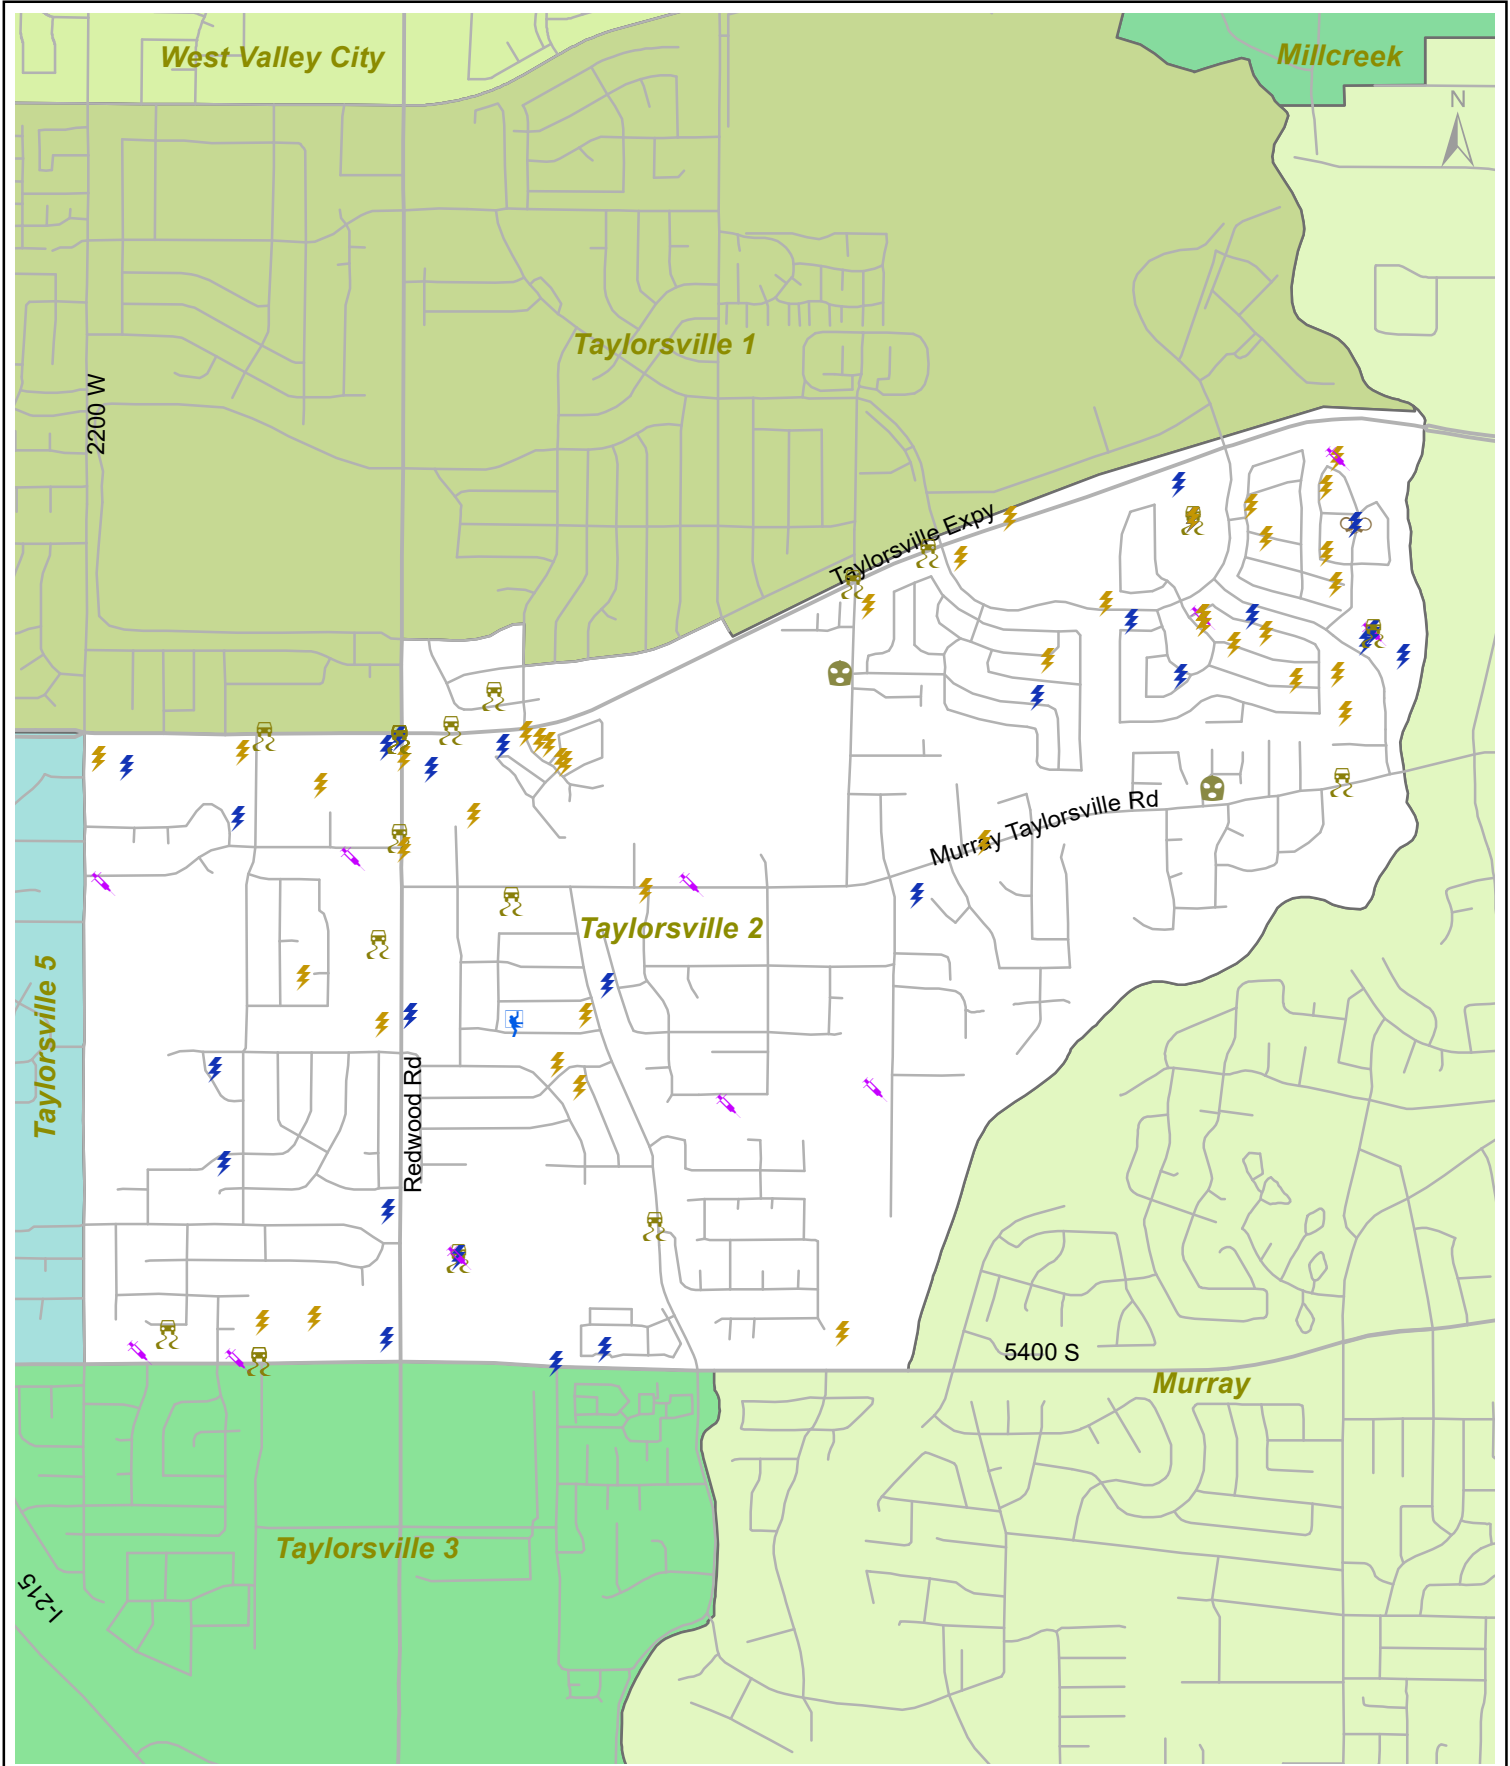 West Valley City
Millcreek
N
Taylorsville 1
2200 W
Taylorsville Expy
Murray Taylorsville Rd
Taylorsville 2
Taylorsville 5
Redwood Rd
5400 S
Murray
Taylorsville 3
I-215